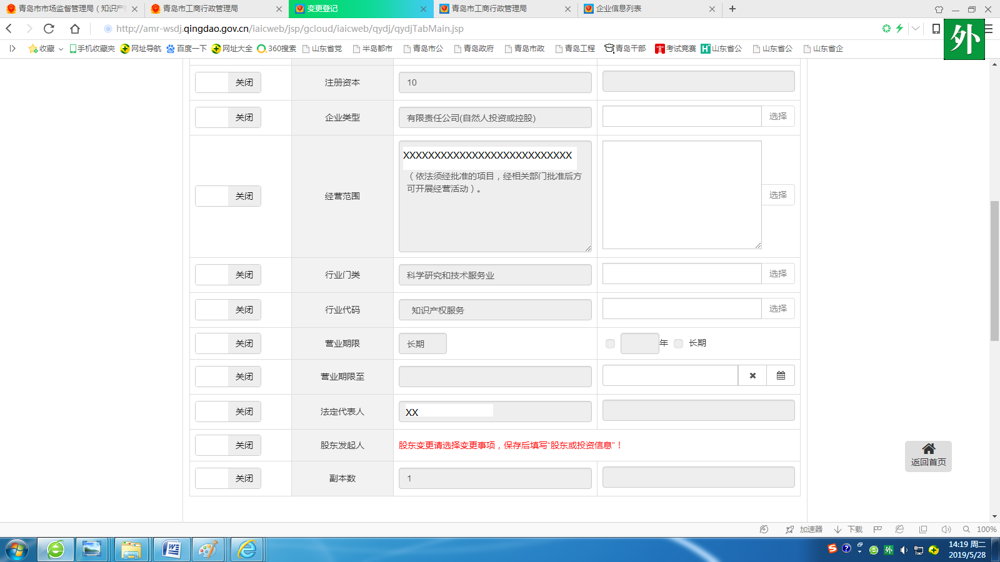 青岛市市场监督管理局（知识产
青岛市工商行政管理局
变更登记
青岛市工商行政管理局
企业信息列表
http://amr-wsdj.qingdao.gov.cn/iaicweb/jsp/gcloud/iaicweb/qydj/qydjTabMain.jsp
外
收藏 手机收藏夹 网址导航 百度一下 网址大全 360搜索 山东省党 半岛都市 青岛市公 青岛政府 青岛市政 青岛工程 青岛干部 考试竞赛 山东省公 山东省公 山东省企
关闭 注册资本 10
关闭 企业类型 有限责任公司(自然人投资或控股) 选择
XXXXXXXXXXXXXXXXXXXXXXXXXXX
（依法须经批准的项目，经相关部门批准后方
可开展经营活动）。
关闭 经营范围 选择
关闭 行业门类 科学研究和技术服务业 选择
关闭 行业代码 知识产权服务 选择
关闭 营业期限 长期 年 长期
关闭 营业期限至
关闭 法定代表人 XX
关闭 股东发起人 股东变更请选择变更事项，保存后填写“股东或投资信息”！
返回首页
关闭 副本数 1
加速器 下载 100%
14:19 周二
2019/5/28